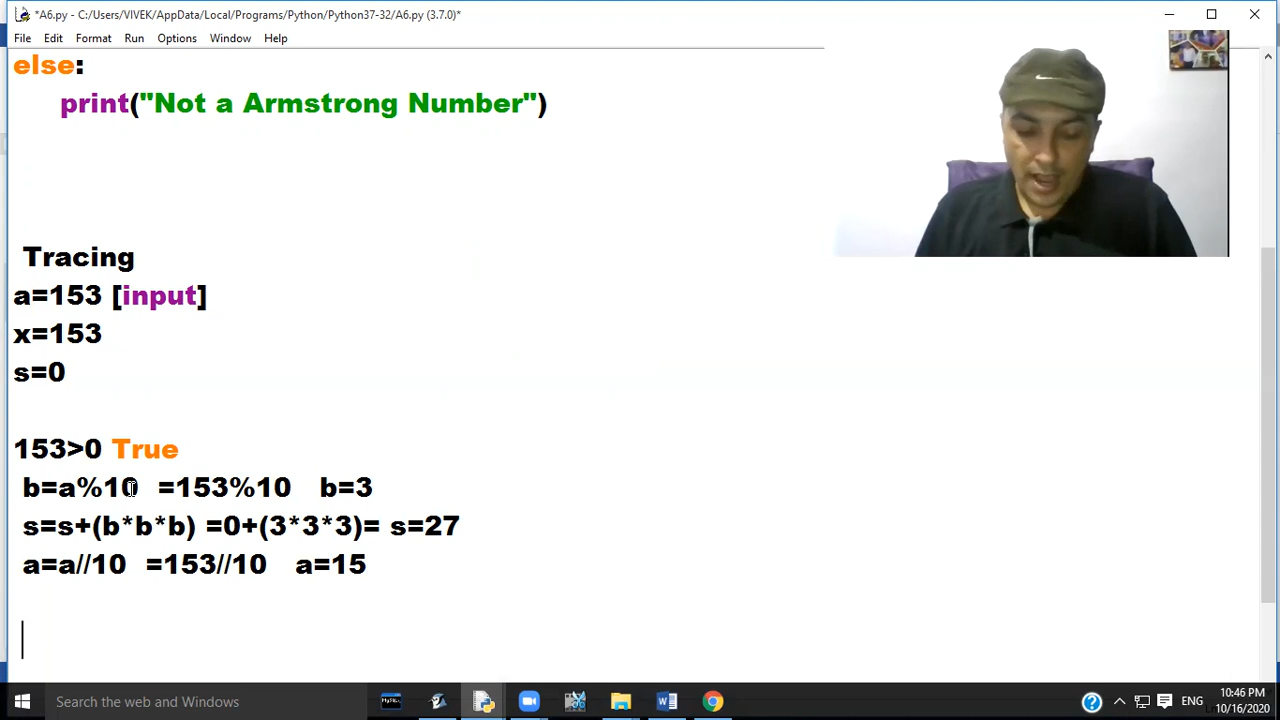 *A6.py - C:/Users/VIVEK/AppData/Local/Programs/Python/Python37-32/A6.py (3.7.0)*
File Edit Format Run Options Window Help
else:
print("Not a Armstrong Number")
Tracing
a=153 [input]
x=153
s=0
153>0 True
b=a%10 =153%10 b=3
s=s+(b*b*b) =0+(3*3*3)= s=27
a=a//10 =153//10 a=15
Search the web and Windows
ENG
10:46 PM
10/16/2020